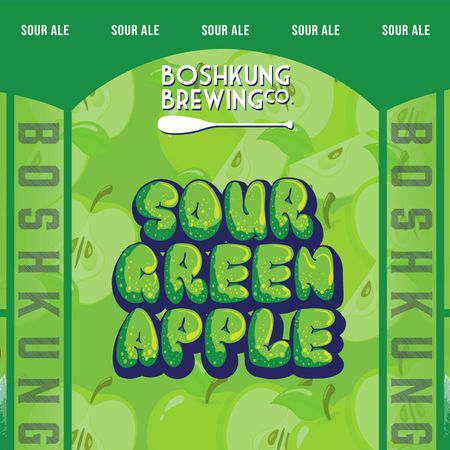 SOUR ALE SOUR ALE SOUR ALE SOUR ALE SOUR ALE
BOSHKUNG
BREWING CO.
BOSHKUNG
SOUR
GREEN
APPLE
BOSHKUNG